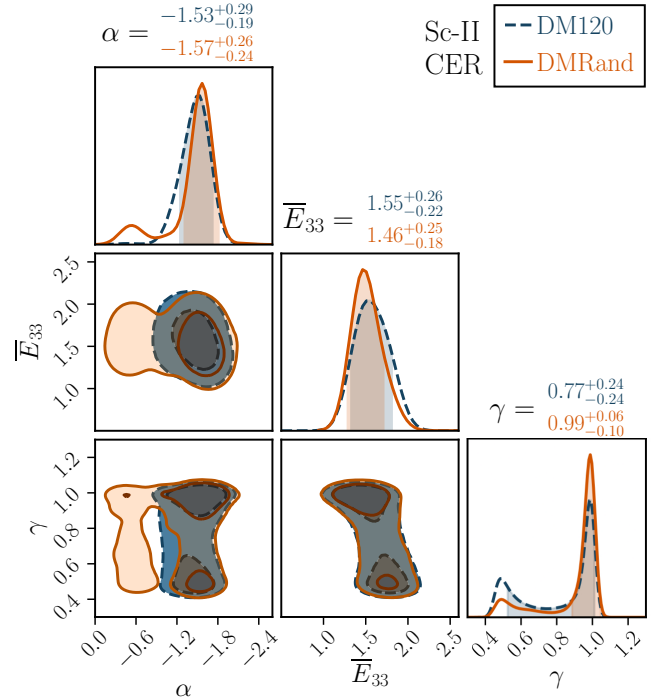 α = −1.53^{+0.29}_{−0.19}
−1.57^{+0.26}_{−0.24}
Sc-II
CER
DM120
DMRand
E̅₃₃ = 1.55^{+0.26}_{−0.22}
1.46^{+0.25}_{−0.18}
2.5
2.0
1.5
1.0
E̅₃₃
γ = 0.77^{+0.24}_{−0.24}
0.99^{+0.06}_{−0.10}
1.2
1.0
0.8
0.6
0.4
γ
0.0 −0.6 −1.2 −1.8 −2.4
α
1.0 1.5 2.0 2.5
E̅₃₃
0.4 0.6 0.8 1.0 1.2
γ